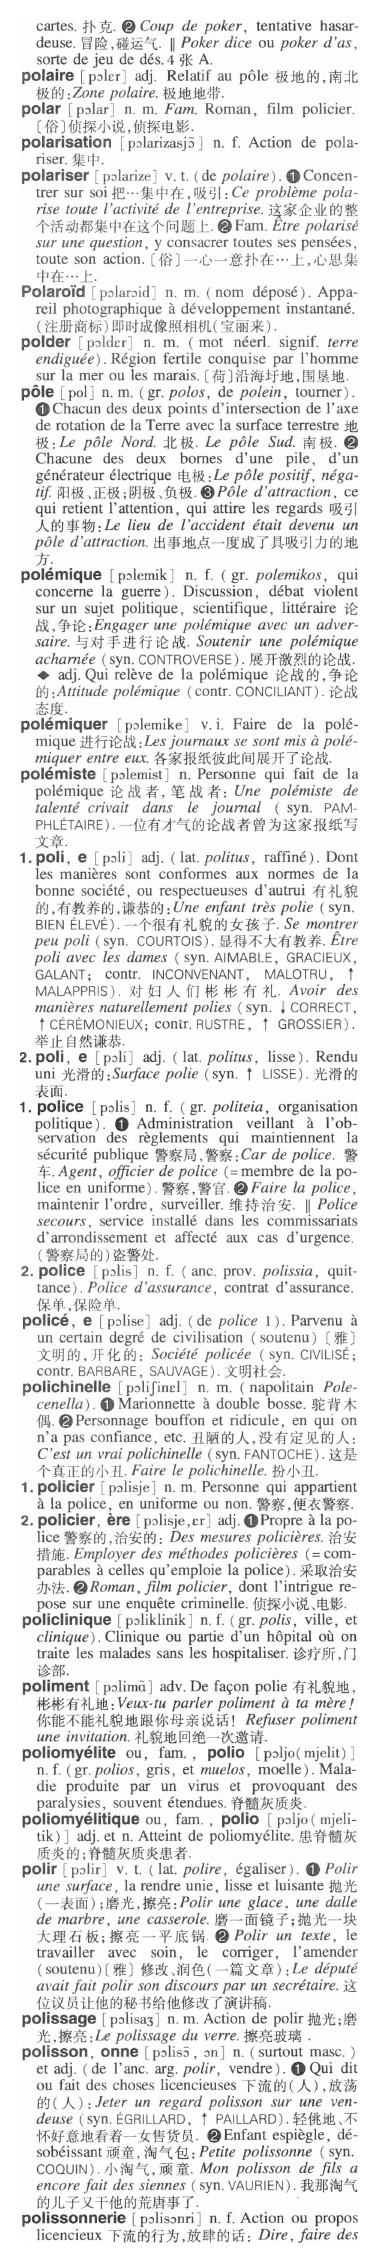 cartes. 扑克. ❷ Coup de poker, tentative hasar-
deuse. 冒险,碰运气. ‖ Poker dice ou poker d'as,
sorte de jeu de dés. 4 张 A.
polaire [pɔlɛr] adj. Relatif au pôle 极地的,南北
极的: Zone polaire. 极地地带.
polar [pɔlar] n. m. Fam. Roman, film policier.
〔俗〕侦探小说,侦探电影.
polarisation [pɔlarizasjɔ̃] n. f. Action de pola-
riser. 集中.
polariser [pɔlarize] v. t. (de polaire). ❶ Concen-
trer sur soi 把…集中在,吸引: Ce problème pola-
rise toute l'activité de l'entreprise. 这家企业的整
个活动都集中在这个问题上. ❷ Fam. Être polarisé
sur une question, y consacrer toutes ses pensées,
toute son action. 〔俗〕一心一意扑在…上,心思集
中在…上.
Polaroïd [pɔlarɔid] n. m. (nom déposé). Appa-
reil photographique à développement instantané.
(注册商标)即时成像照相机(宝丽来).
polder [pɔldɛr] n. m. (mot néerl. signif. terre
endiguée). Région fertile conquise par l'homme
sur la mer ou les marais. 〔荷〕沿海圩地,围垦地.
pôle [pol] n. m. (gr. polos, de polein, tourner).
❶ Chacun des deux points d'intersection de l'axe
de rotation de la Terre avec la surface terrestre 地
极: Le pôle Nord. 北极. Le pôle Sud. 南极. ❷
Chacune des deux bornes d'une pile, d'un
générateur électrique 电极: Le pôle positif, néga-
tif. 阳极、正极;阴极、负极. ❸ Pôle d'attraction, ce
qui retient l'attention, qui attire les regards 吸引
人的事物: Le lieu de l'accident était devenu un
pôle d'attraction. 出事地点一度成了具吸引力的地
方.
polémique [pɔlemik] n. f. (gr. polemikos, qui
concerne la guerre). Discussion, débat violent
sur un sujet politique, scientifique, littéraire 论
战,争论: Engager une polémique avec un adver-
saire. 与对手进行论战. Soutenir une polémique
acharnée (syn. CONTROVERSE). 展开激烈的论战.
◆ adj. Qui relève de la polémique 论战的,争论
的: Attitude polémique (contr. CONCILIANT). 论战
态度.
polémiquer [pɔlemike] v. i. Faire de la polé-
mique 进行论战: Les journaux se sont mis à polé-
miquer entre eux. 各家报纸彼此间展开了论战.
polémiste [pɔlemist] n. Personne qui fait de la
polémique 论战者,笔战者: Une polémiste de
talenté crivait dans le journal (syn. PAM-
PHLÉTAIRE). 一位有才气的论战者曾为这家报纸写
文章.
1. poli, e [pɔli] adj. (lat. politus, raffiné). Dont
les manières sont conformes aux normes de la
bonne société, ou respectueuses d'autrui 有礼貌
的,有教养的,谦恭的: Une enfant très polie (syn.
BIEN ÉLEVÉ). 一个很有礼貌的女孩子. Se montrer
peu poli (syn. COURTOIS). 显得不大有教养. Être
poli avec les dames (syn. AIMABLE, GRACIEUX,
GALANT; contr. INCONVENANT, MALOTRU, ↑
MALAPPRIS). 对妇人们彬彬有礼. Avoir des
manières naturellement polies (syn. ↓ CORRECT,
↑ CÉRÉMONIEUX; contr. RUSTRE, ↑ GROSSIER).
举止自然谦恭.
2. poli, e [pɔli] adj. (lat. politus, lisse). Rendu
uni 光滑的: Surface polie (syn. ↑ LISSE). 光滑的
表面.
1. police [pɔlis] n. f. (gr. politeia, organisation
politique). ❶ Administration veillant à l'ob-
servation des règlements qui maintiennent la
sécurité publique 警察局,警察: Car de police. 警
车. Agent, officier de police (= membre de la po-
lice en uniforme). 警察,警官. ❷ Faire la police,
maintenir l'ordre, surveiller. 维持治安. ‖ Police
secours, service installé dans les commissariats
d'arrondissement et affecté aux cas d'urgence.
(警察局的)盗警处.
2. police [pɔlis] n. f. (anc. prov. polissia, quit-
tance). Police d'assurance, contrat d'assurance.
保单,保险单.
policé, e [pɔlise] adj. (de police 1). Parvenu à
un certain degré de civilisation (soutenu) 〔雅〕
文明的,开化的: Société policée (syn. CIVILISÉ;
contr. BARBARE, SAUVAGE). 文明社会.
polichinelle [pɔliʃinɛl] n. m. (napolitain Pole-
cenella). ❶ Marionnette à double bosse. 驼背木
偶. ❷ Personnage bouffon et ridicule, en qui on
n'a pas confiance, etc. 丑陋的人,没有定见的人:
C'est un vrai polichinelle (syn. FANTOCHE). 这是
个真正的小丑. Faire le polichinelle. 扮小丑.
1. policier [pɔlisje] n. m. Personne qui appartient
à la police, en uniforme ou non. 警察,便衣警察.
2. policier, ère [pɔlisje,ɛr] adj. ❶ Propre à la po-
lice 警察的,治安的: Des mesures policières. 治安
措施. Employer des méthodes policières (= com-
parables à celles qu'emploie la police). 采取治安
办法. ❷ Roman, film policier, dont l'intrigue re-
pose sur une enquête criminelle. 侦探小说、电影.
policlinique [pɔliklinik] n. f. (gr. polis, ville, et
clinique). Clinique ou partie d'un hôpital où on
traite les malades sans les hospitaliser. 诊疗所,门
诊部.
poliment [pɔlimɑ̃] adv. De façon polie 有礼貌地,
彬彬有礼地: Veux-tu parler poliment à ta mère!
你能不能礼貌地跟你母亲说话! Refuser poliment
une invitation. 礼貌地回绝一次邀请.
poliomyélite ou, fam., polio [pɔljo(mjelit)]
n. f. (gr. polios, gris, et muelos, moelle). Mala-
die produite par un virus et provoquant des
paralysies, souvent étendues. 脊髓灰质炎.
poliomyélitique ou, fam., polio [pɔljo(mjeli-
tik)] adj. et n. Atteint de poliomyélite. 患脊髓灰
质炎的;脊髓灰质炎患者.
polir [pɔlir] v. t. (lat. polire, égaliser). ❶ Polir
une surface, la rendre unie, lisse et luisante 抛光
(一表面);磨光,擦亮: Polir une glace, une dalle
de marbre, une casserole. 磨一面镜子;抛光一块
大理石板;擦亮一平底锅. ❷ Polir un texte, le
travailler avec soin, le corriger, l'amender
(soutenu)〔雅〕修改、润色(一篇文章): Le député
avait fait polir son discours par un secrétaire. 这
位议员让他的秘书给他修改了演讲稿.
polissage [pɔlisaʒ] n. m. Action de polir 抛光;磨
光,擦亮: Le polissage du verre. 擦亮玻璃.
polisson, onne [pɔlisɔ̃, ɔn] n. (surtout masc.)
et adj. (de l'anc. arg. polir, vendre). ❶ Qui dit
ou fait des choses licencieuses 下流的(人),放荡
的(人): Jeter un regard polisson sur une ven-
deuse (syn. ÉGRILLARD, ↑ PAILLARD). 轻佻地、不
怀好意地看着一女售货员. ❷ Enfant espiègle, dé-
sobéissant 顽童,淘气包: Petite polissonne (syn.
COQUIN). 小淘气,顽童. Mon polisson de fils a
encore fait des siennes (syn. VAURIEN). 我那淘气
的儿子又干他的荒唐事了.
polissonnerie [pɔlisɔnri] n. f. Action ou propos
licencieux 下流的行为,放肆的话: Dire, faire des